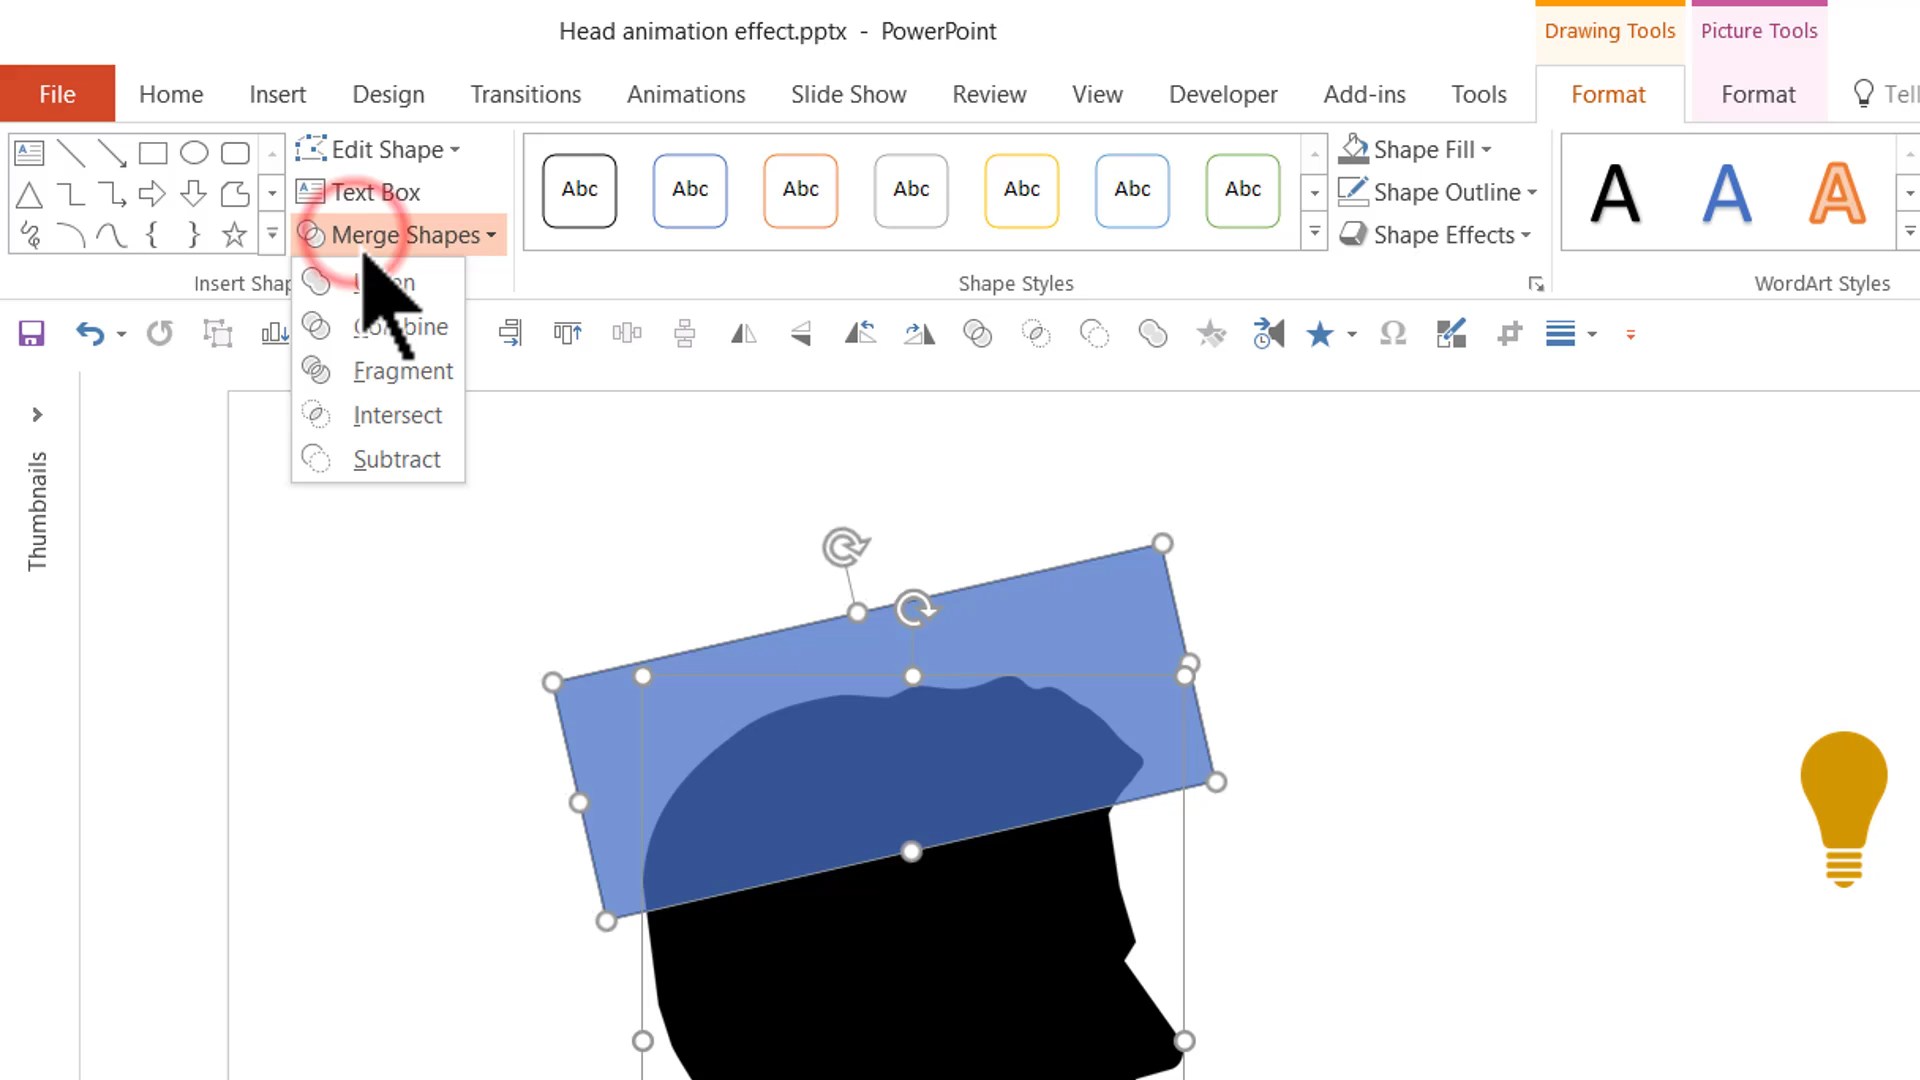 Head animation effect.pptx - PowerPoint
Drawing Tools
Picture Tools
File
Home
Insert
Design
Transitions
Animations
Slide Show
Review
View
Developer
Add-ins
Tools
Format
Format
Edit Shape
Text Box
Merge Shapes
Abc
Abc
Abc
Abc
Abc
Abc
Abc
Shape Fill
Shape Outline
Shape Effects
A
A
A
A
A
Shape Styles
WordArt Styles
Insert
Fragment
Intersect
Subtract
Thumbnails